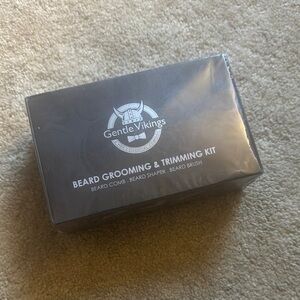 Gentle Vikings
BEARD GROOMING & TRIMMING KIT
BEARD COMB . BEARD SHAPER . BEARD BRUSH